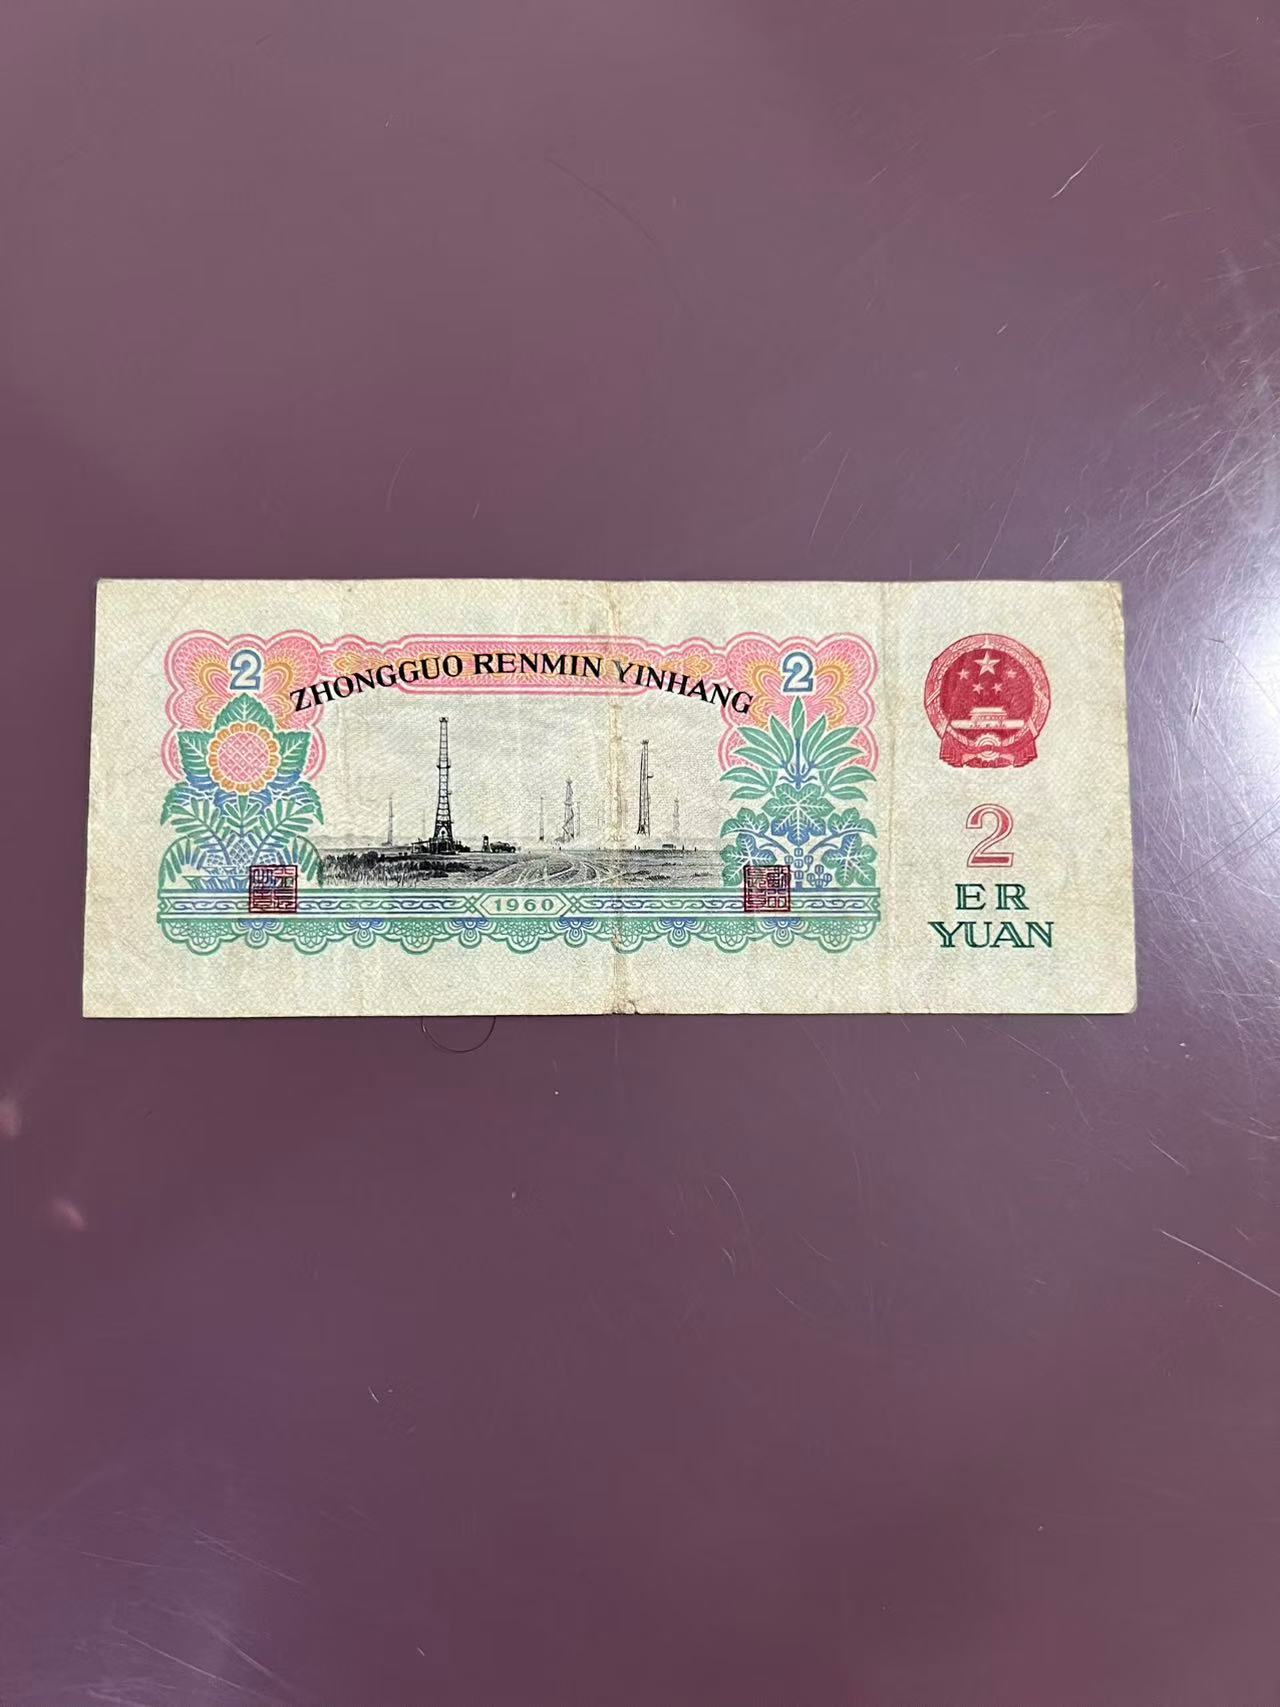 2
ZHONGGUO RENMIN YINHANG
2
1960
2
ER
YUAN